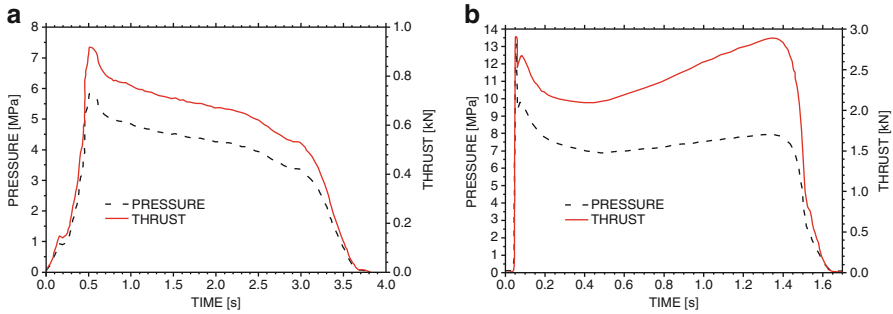 a
PRESSURE [MPa]
8
7
6
5
4
3
2
1
0
0.0 0.5 1.0 1.5 2.0 2.5 3.0 3.5 4.0
TIME [s]
PRESSURE
THRUST
1.0
0.8
0.6
0.4
0.2
0.0
THRUST [kN]
b
PRESSURE [MPa]
14
13
12
11
10
9
8
7
6
5
4
3
2
1
0
0.0 0.2 0.4 0.6 0.8 1.0 1.2 1.4 1.6
TIME [s]
PRESSURE
THRUST
3.0
2.5
2.0
1.5
1.0
0.5
0.0
THRUST [kN]